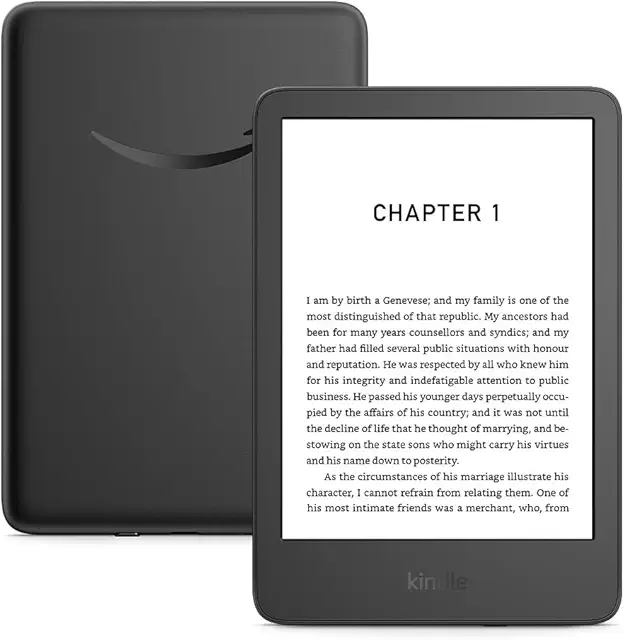 CHAPTER 1
I am by birth a Genevese; and my family is one of the
most distinguished of that republic. My ancestors had
been for many years counsellors and syndics; and my
father had filled several public situations with honour
and reputation. He was respected by all who knew him
for his integrity and indefatigable attention to public
business. He passed his younger days perpetually occu-
pied by the affairs of his country; and it was not until
the decline of life that he thought of marrying, and be-
stowing on the state sons who might carry his virtues
and his name down to posterity.
As the circumstances of his marriage illustrate his
character, I cannot refrain from relating them. One of
his most intimate friends was a merchant, who, from
kindle